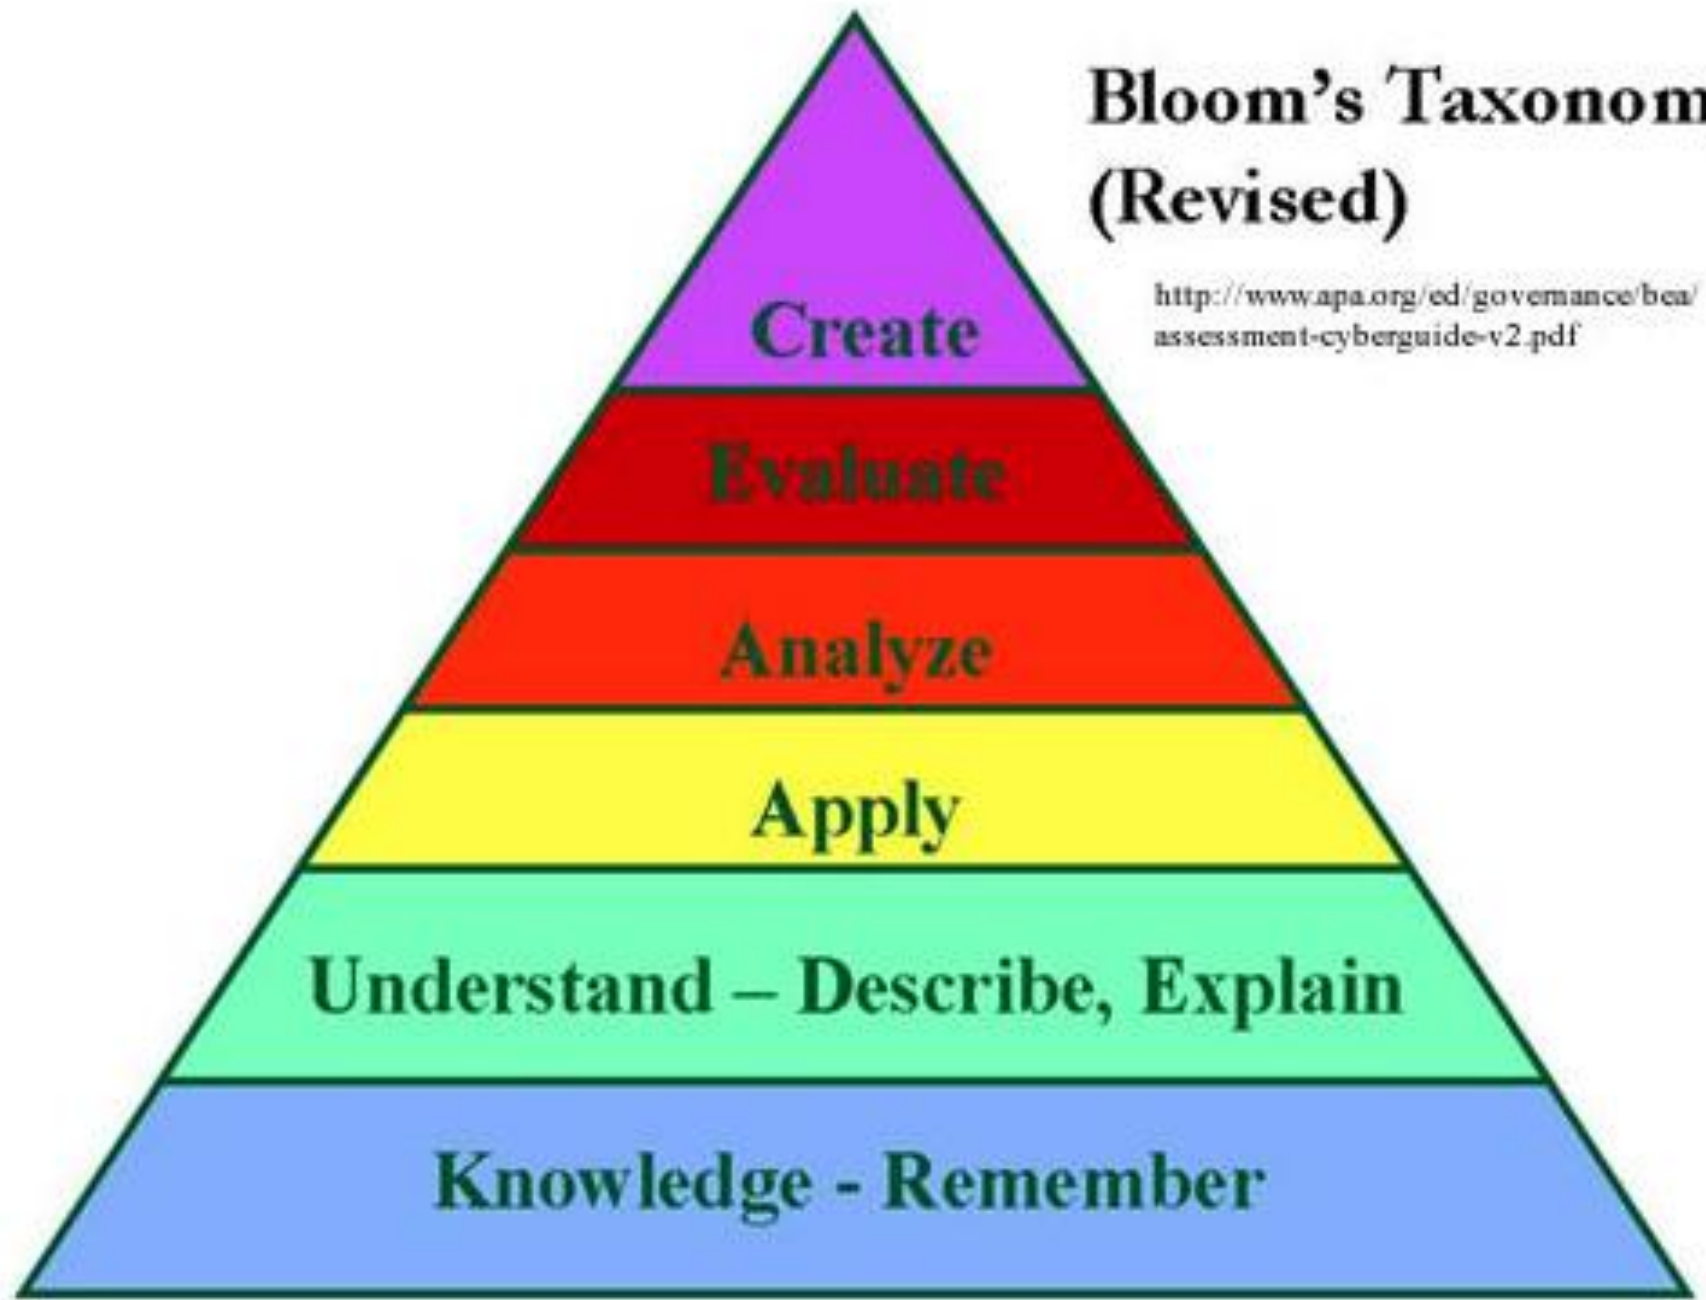 Bloom's Taxonom
(Revised)
http://www.apa.org/ed/governance/bea/
assessment-cyberguide-v2.pdf
Create
Evaluate
Analyze
Apply
Understand – Describe, Explain
Knowledge - Remember